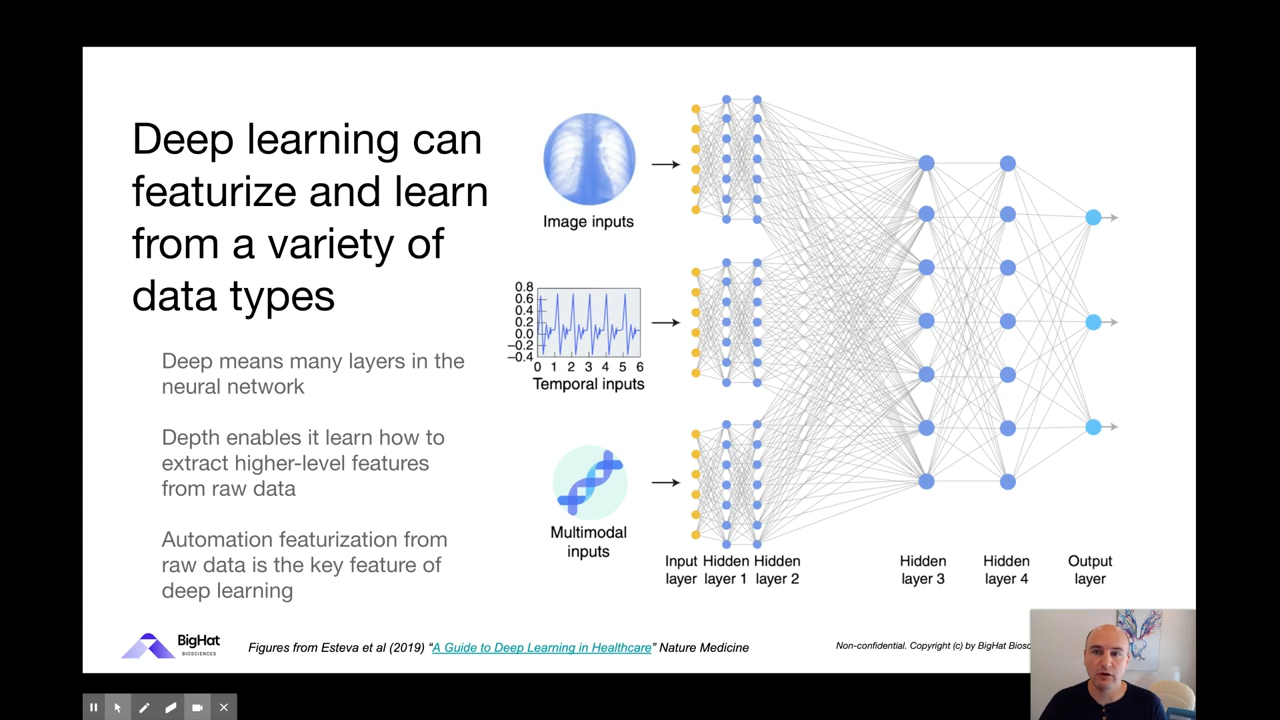 Deep learning can
featurize and learn
from a variety of
data types
Deep means many layers in the
neural network
Depth enables it learn how to
extract higher-level features
from raw data
Automation featurization from
raw data is the key feature of
deep learning
Image inputs
0.8
0.6
0.4
0.2
0.0
−0.2
−0.4
0 1 2 3 4 5 6
Temporal inputs
Multimodal
inputs
Input
layer
Hidden
layer 1
Hidden
layer 2
Hidden
layer 3
Hidden
layer 4
Output
layer
BigHat
BIOSCIENCES
Figures from Esteva et al (2019) “A Guide to Deep Learning in Healthcare” Nature Medicine
Non-confidential. Copyright (c) by BigHat